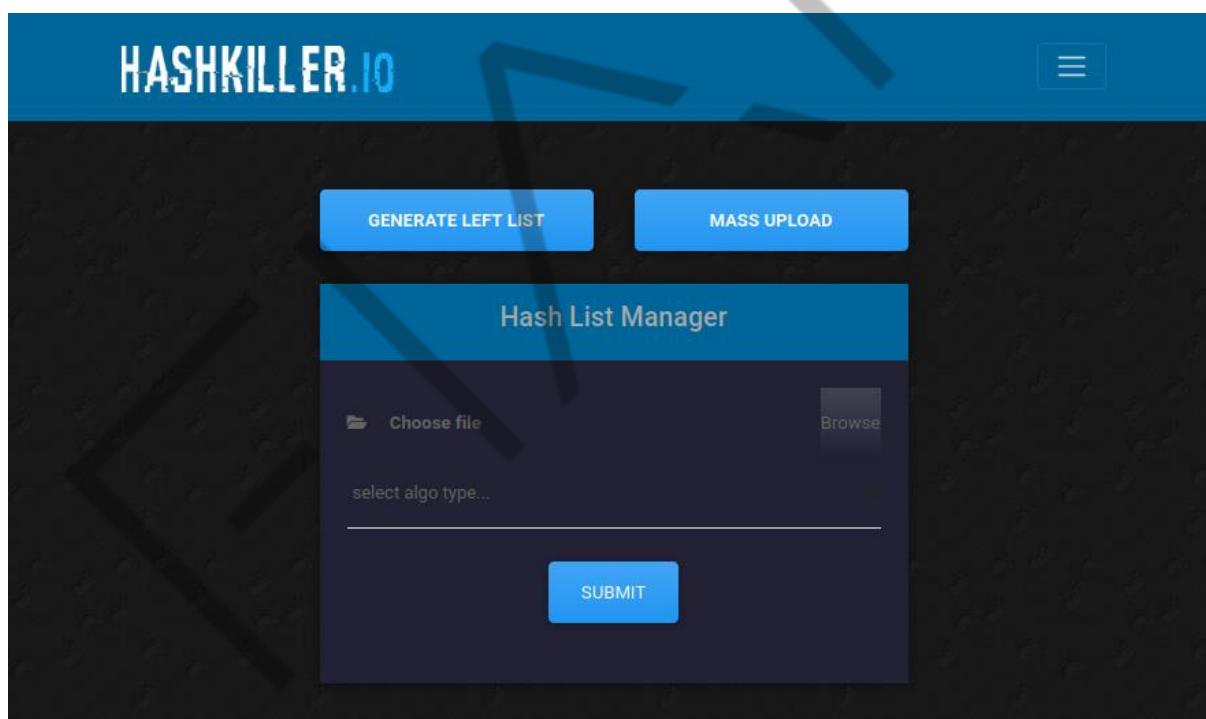 HASHKILLER.IO
GENERATE LEFT LIST
MASS UPLOAD
Hash List Manager
Choose file
Browse
select algo type...
SUBMIT